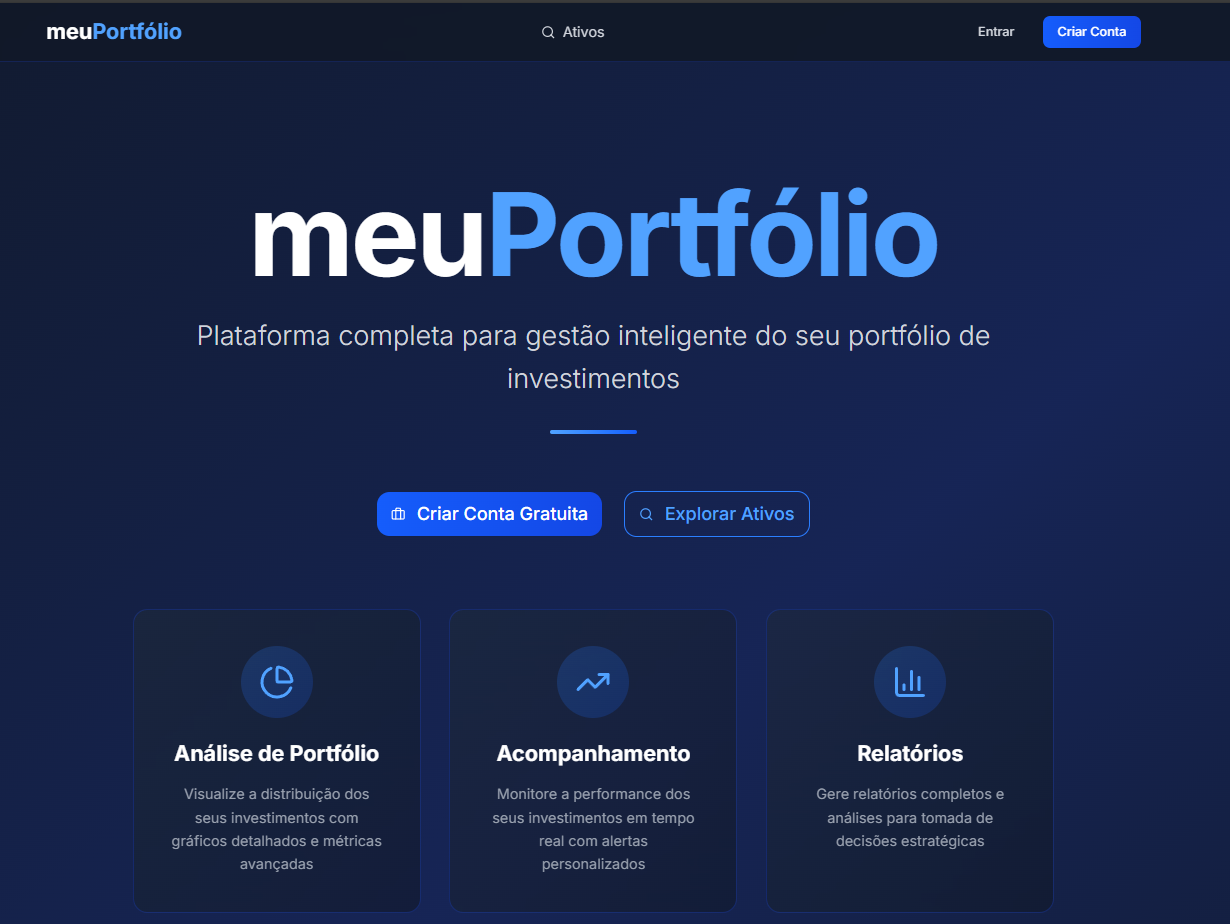 meuPortfólio
Ativos
Entrar
Criar Conta
meuPortfólio
Plataforma completa para gestão inteligente do seu portfólio de
investimentos
Criar Conta Gratuita
Explorar Ativos
Análise de Portfólio
Visualize a distribuição dos
seus investimentos com
gráficos detalhados e métricas
avançadas
Acompanhamento
Monitore a performance dos
seus investimentos em tempo
real com alertas
personalizados
Relatórios
Gere relatórios completos e
análises para tomada de
decisões estratégicas